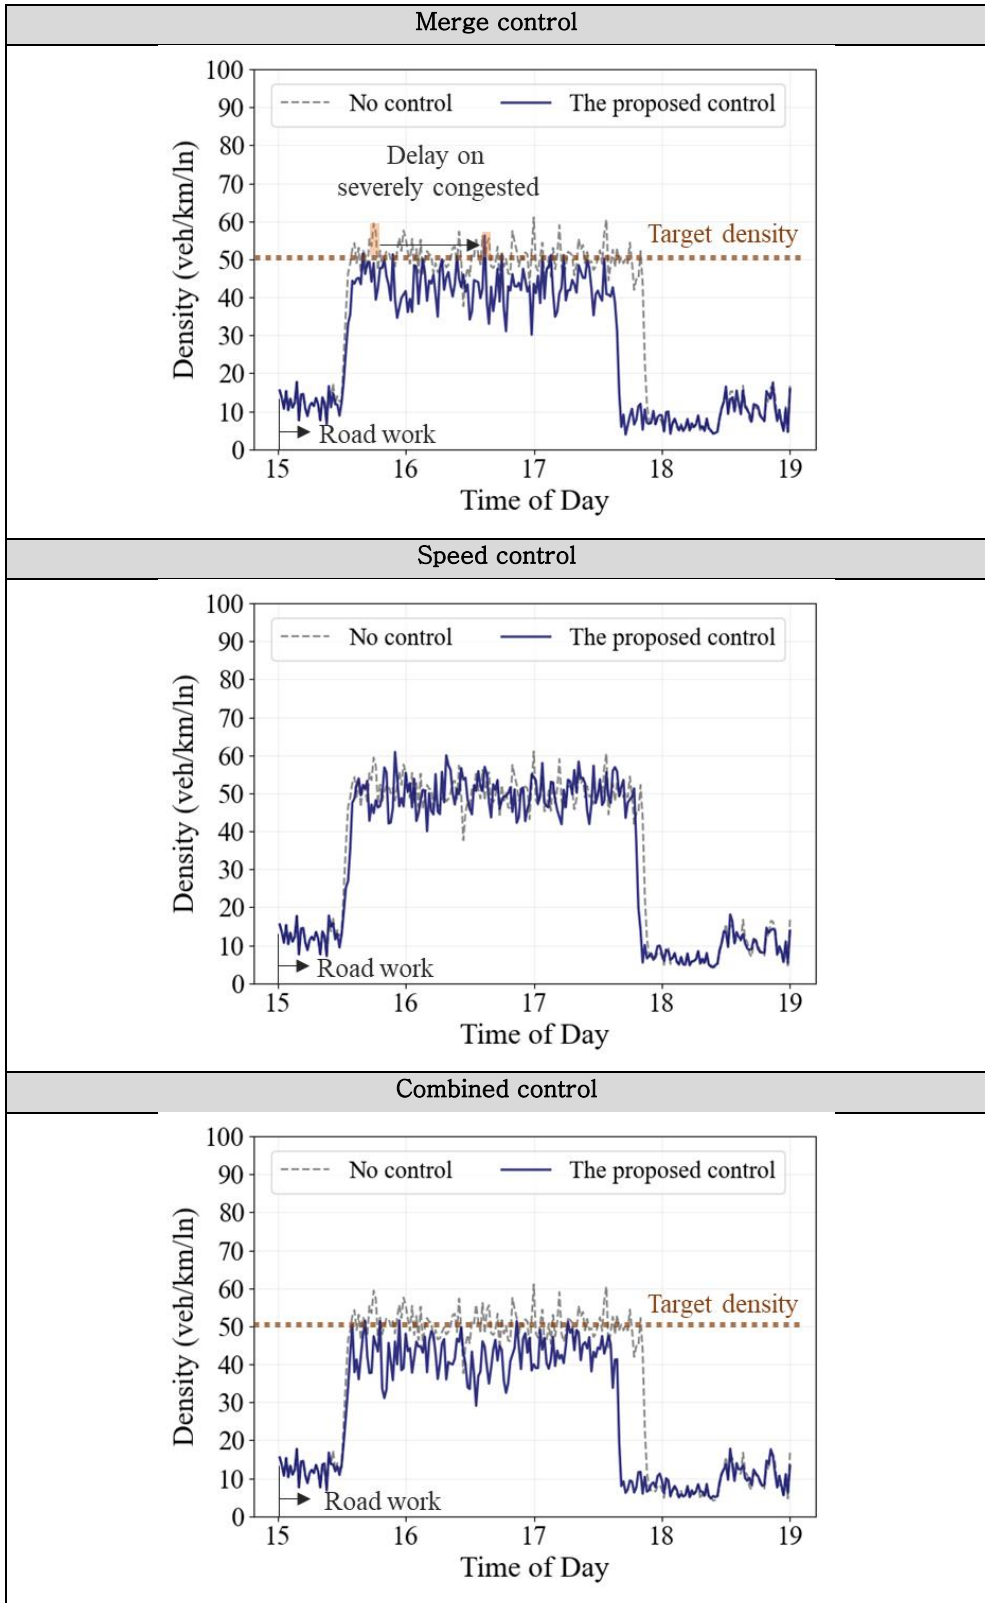 Merge control
100
90
80
70
60
50
40
30
20
10
0
No control
The proposed control
Delay on
severely congested
Target density
Road work
Density (veh/km/ln)
15 16 17 18 19
Time of Day
Speed control
100
90
80
70
60
50
40
30
20
10
0
No control
The proposed control
Road work
Density (veh/km/ln)
15 16 17 18 19
Time of Day
Combined control
100
90
80
70
60
50
40
30
20
10
0
No control
The proposed control
Target density
Road work
Density (veh/km/ln)
15 16 17 18 19
Time of Day